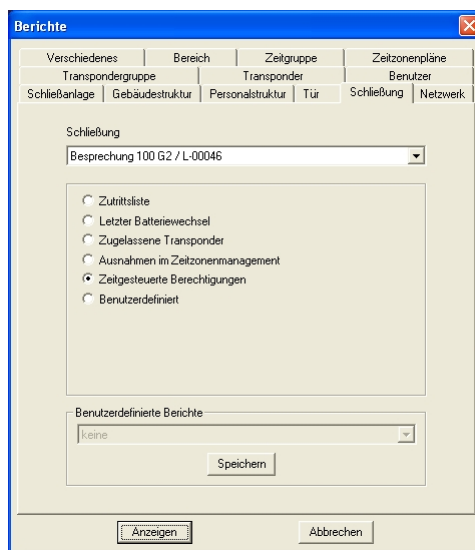 Berichte
Verschiedenes Bereich Zeitgruppe Zeitzonenpläne
Transpondergruppe Transponder Benutzer
Schließanlage Gebäudestruktur Personalstruktur Tür Schließung Netzwerk
Schließung
Besprechung 100 G2 / L-00046
Zutrittsliste
Letzter Batteriewechsel
Zugelassene Transponder
Ausnahmen im Zeitzonenmanagement
Zeitgesteuerte Berechtigungen
Benutzerdefiniert
Benutzerdefinierte Berichte
keine
Speichern
Anzeigen Abbrechen